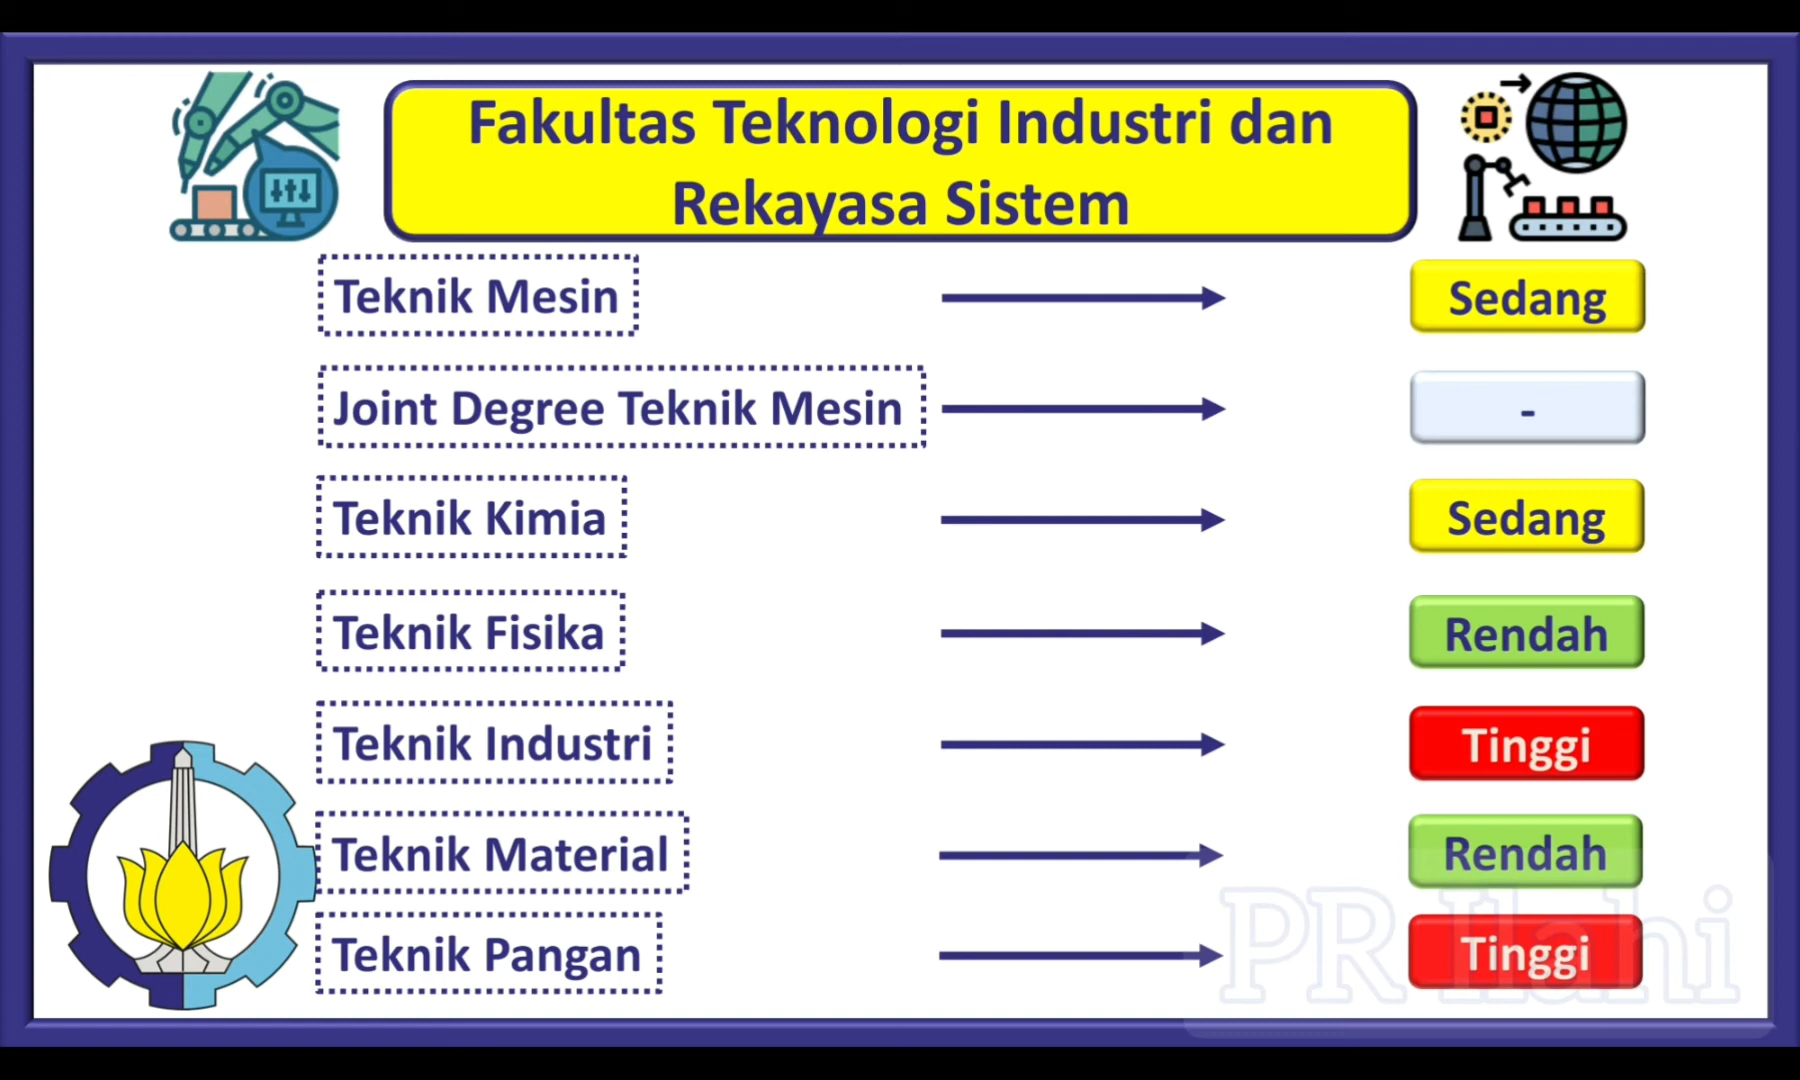 Fakultas Teknologi Industri dan
Rekayasa Sistem
Teknik Mesin
Sedang
Joint Degree Teknik Mesin
-
Teknik Kimia
Sedang
Teknik Fisika
Rendah
Teknik Industri
Tinggi
Teknik Material
Rendah
Teknik Pangan
Tinggi
PR Ilahi